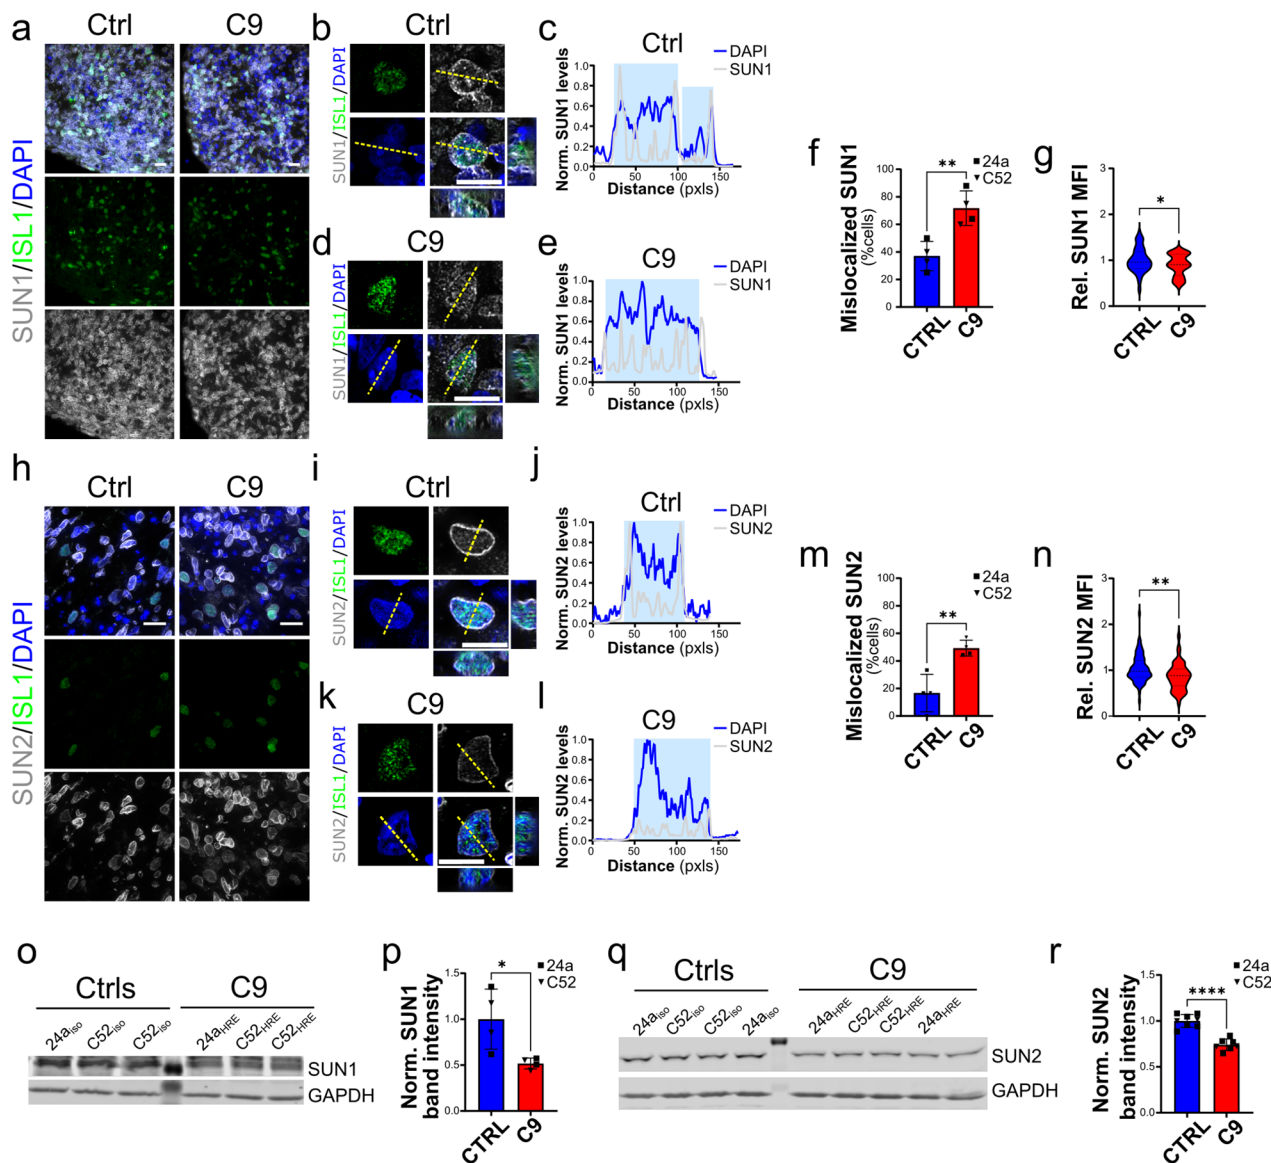 a
Ctrl
C9
SUN1/ISL1/DAPI
b
Ctrl
SUN1/ISL1/DAPI
c
Ctrl
DAPI
SUN1
Norm. SUN1 levels
1.0
0.8
0.6
0.4
0.2
0.0
0 50 100 150
Distance (pxls)
d
C9
SUN1/ISL1/DAPI
e
C9
DAPI
SUN1
Norm. SUN1 levels
1.0
0.8
0.6
0.4
0.2
0.0
0 50 100 150
Distance (pxls)
f
24a
C52
**
Mislocalized SUN1
(%cells)
100
80
60
40
20
0
CTRL
C9
g
*
Rel. SUN1 MFI
3
2
1
0
CTRL
C9
h
Ctrl
C9
SUN2/ISL1/DAPI
i
Ctrl
SUN2/ISL1/DAPI
j
Ctrl
DAPI
SUN2
Norm. SUN2 levels
1.0
0.8
0.6
0.4
0.2
0.0
0 50 100 150
Distance (pxls)
k
C9
SUN2/ISL1/DAPI
l
C9
DAPI
SUN2
Norm. SUN2 levels
1.0
0.8
0.6
0.4
0.2
0.0
0 50 100 150
Distance (pxls)
m
24a
C52
**
Mislocalized SUN2
(%cells)
100
80
60
40
20
0
CTRL
C9
n
**
Rel. SUN2 MFI
3
2
1
0
CTRL
C9
o
Ctrls
C9
24aiso C52iso C52iso 24aHRE C52HRE C52HRE
SUN1
GAPDH
p
24a
C52
*
Norm. SUN1
band intensity
1.5
1.0
0.5
0.0
CTRL
C9
q
Ctrls
C9
24aiso C52iso C52iso 24aiso 24aHRE C52HRE C52HRE 24aHRE
SUN2
GAPDH
r
24a
C52
****
Norm. SUN2
band intensity
1.5
1.0
0.5
0.0
CTRL
C9